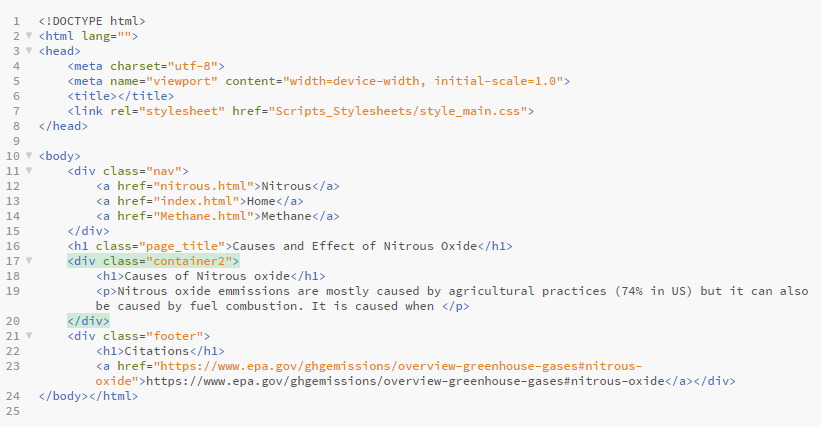 1 <!DOCTYPE html>
2 <html lang="">
3 <head>
4 <meta charset="utf-8">
5 <meta name="viewport" content="width=device-width, initial-scale=1.0">
6 <title></title>
7 <link rel="stylesheet" href="Scripts_Stylesheets/style_main.css">
8 </head>
9
10 <body>
11 <div class="nav">
12 <a href="nitrous.html">Nitrous</a>
13 <a href="index.html">Home</a>
14 <a href="Methane.html">Methane</a>
15 </div>
16 <h1 class="page_title">Causes and Effect of Nitrous Oxide</h1>
17 <div class="container2">
18 <h1>Causes of Nitrous oxide</h1>
19 <p>Nitrous oxide emmissions are mostly caused by agricultural practices (74% in US) but it can also
be caused by fuel combustion. It is caused when </p>
20 </div>
21 <div class="footer">
22 <h1>Citations</h1>
23 <a href="https://www.epa.gov/ghgemissions/overview-greenhouse-gases#nitrous-
oxide">https://www.epa.gov/ghgemissions/overview-greenhouse-gases#nitrous-oxide</a></div>
24 </body></html>
25